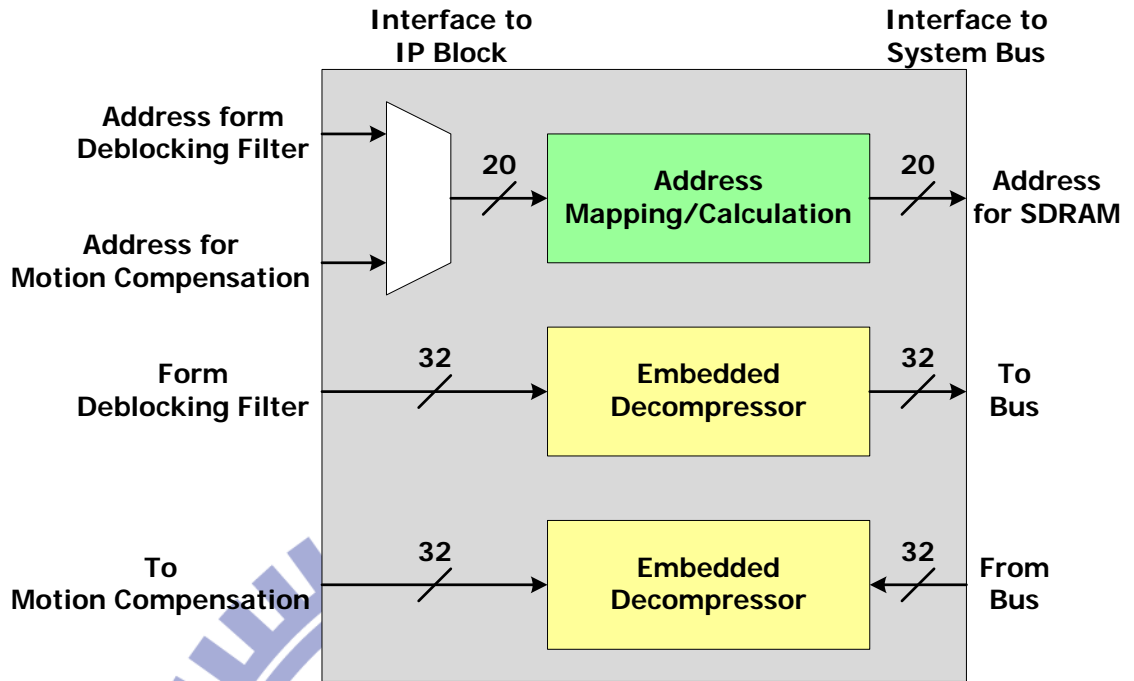 Interface to
IP Block
Interface to
System Bus
Address form
Deblocking Filter
20
Address
Mapping/Calculation
20
Address
for SDRAM
Address for
Motion Compensation
Form
Deblocking Filter
32
Embedded
Decompressor
32
To
Bus
To
Motion Compensation
32
Embedded
Decompressor
32
From
Bus